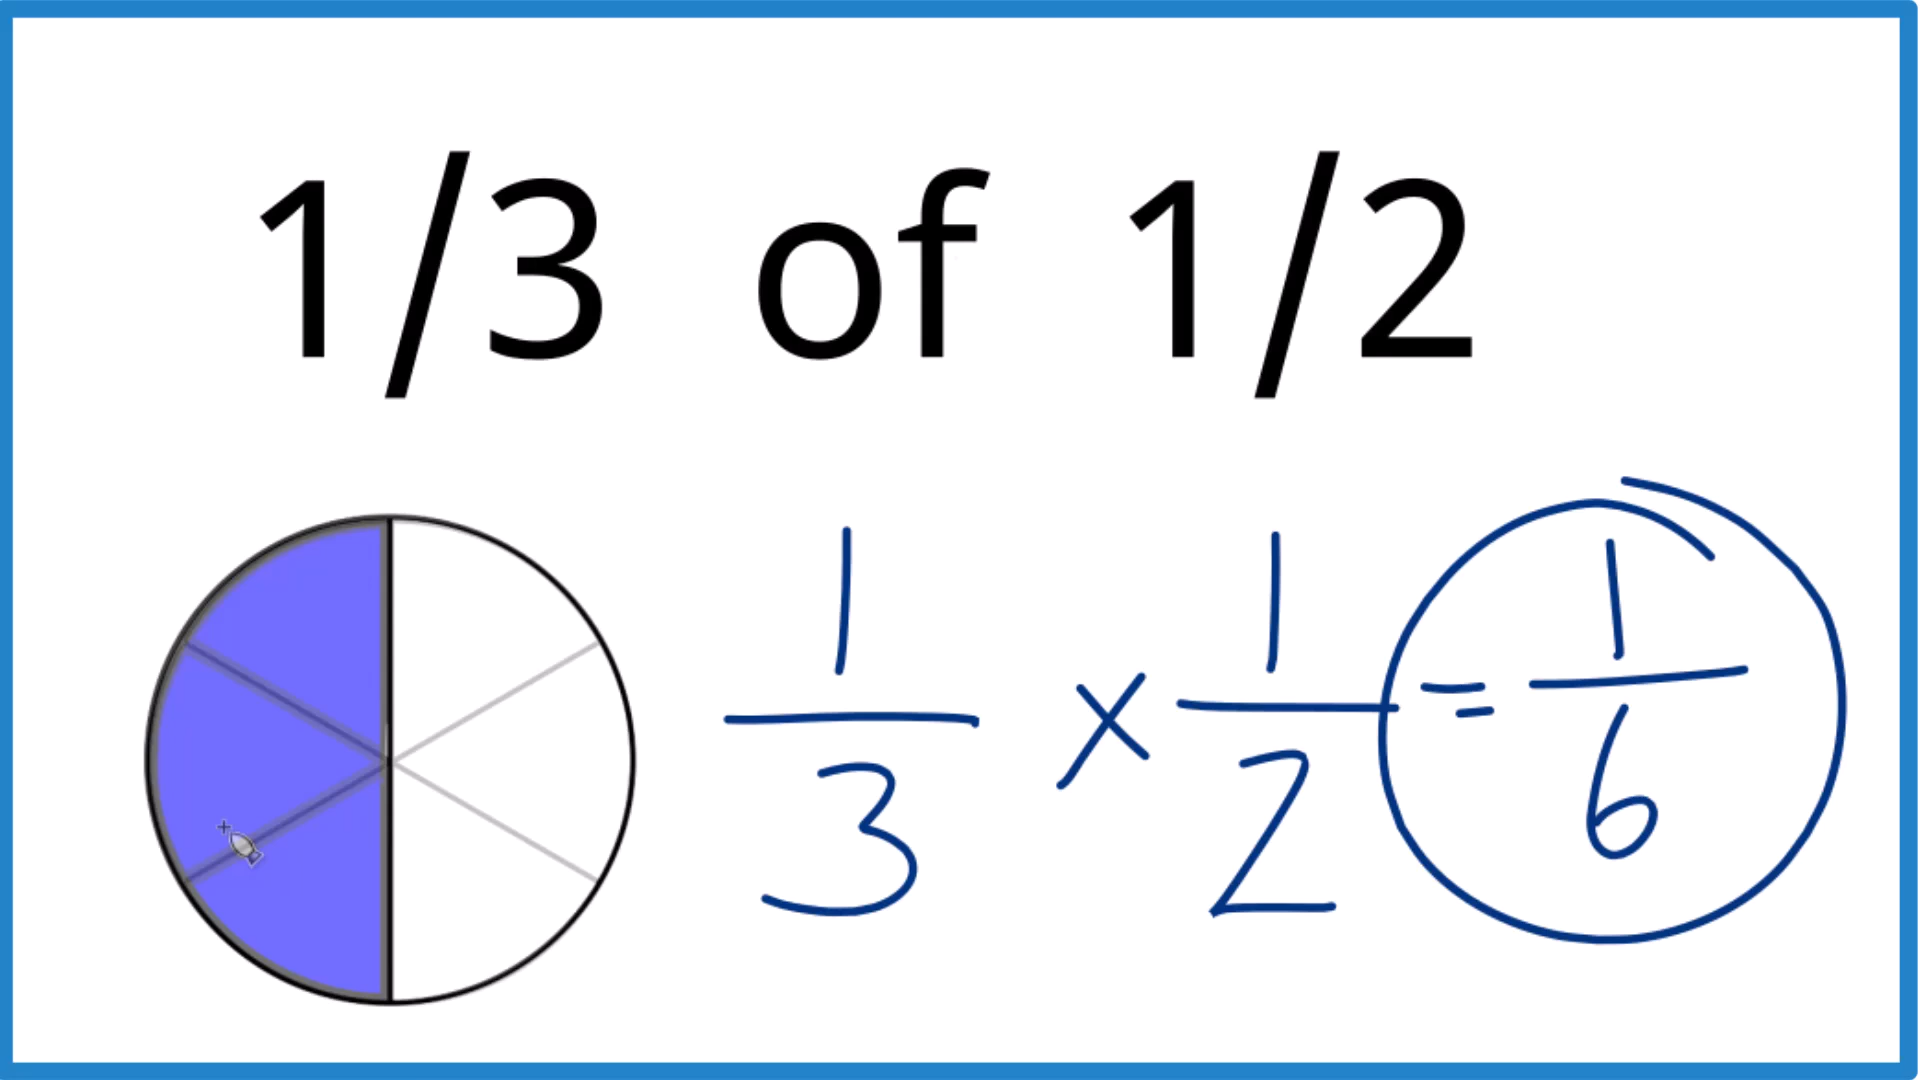 1/3 of 1/2
1/3 × 1/2 = 1/6